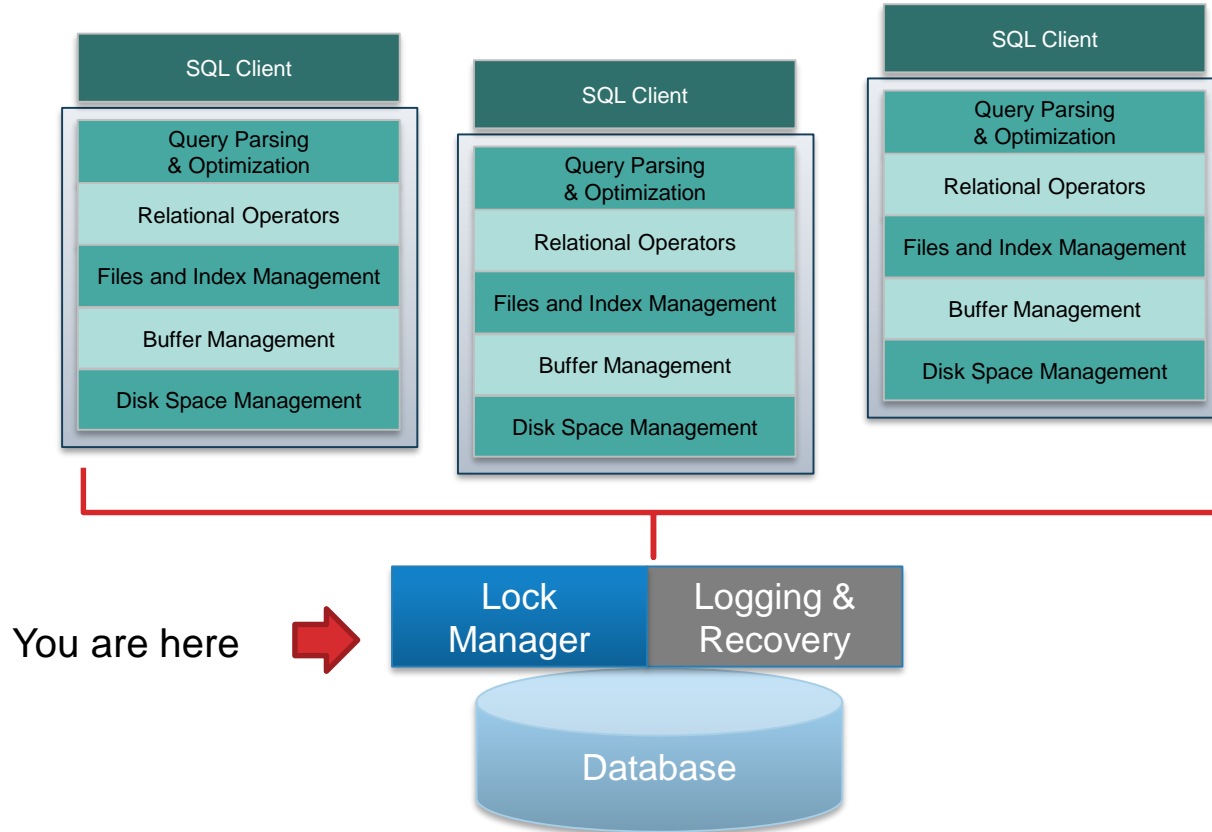 SQL Client
Query Parsing
& Optimization
Relational Operators
Files and Index Management
Buffer Management
Disk Space Management
SQL Client
Query Parsing
& Optimization
Relational Operators
Files and Index Management
Buffer Management
Disk Space Management
SQL Client
Query Parsing
& Optimization
Relational Operators
Files and Index Management
Buffer Management
Disk Space Management
You are here
Lock
Manager
Logging &
Recovery
Database